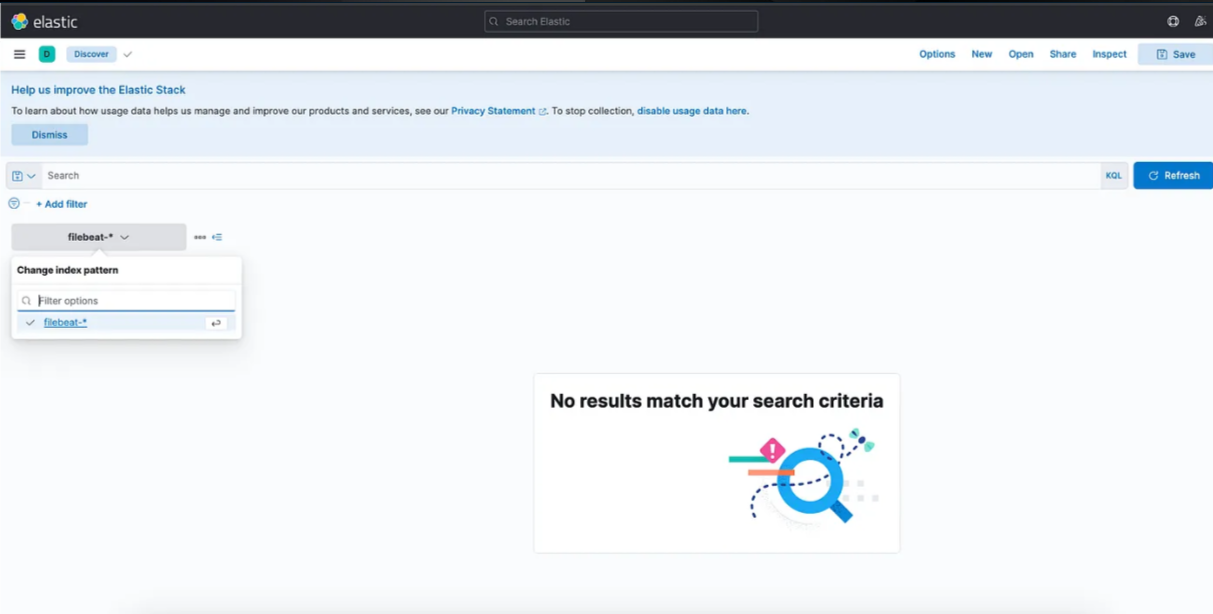 elastic
Search Elastic
D
Discover
Options
New
Open
Share
Inspect
Save
Help us improve the Elastic Stack
To learn about how usage data helps us manage and improve our products and services, see our Privacy Statement. To stop collection, disable usage data here.
Dismiss
Search
KQL
Refresh
+ Add filter
filebeat-*
Change index pattern
Filter options
filebeat-*
No results match your search criteria